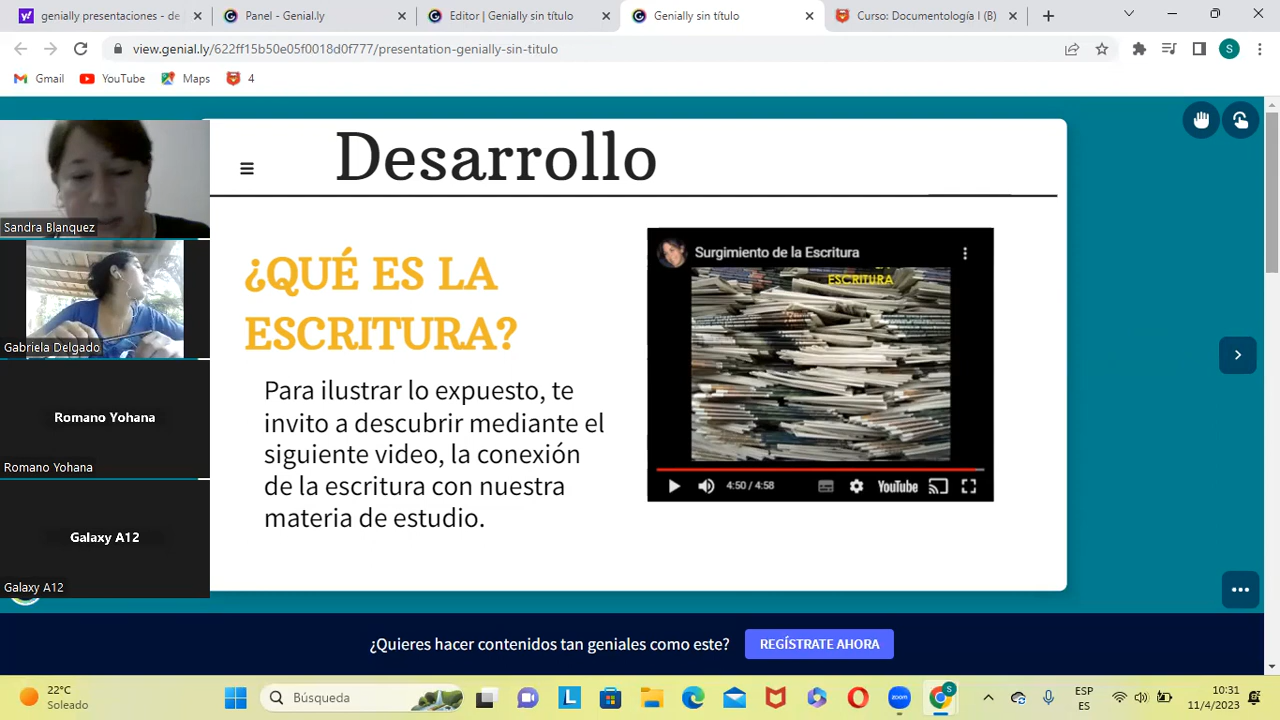 genially presentaciones - de
Panel - Genial.ly
Editor | Genially sin título
Genially sin título
Curso: Documentología I (B)
view.genial.ly/622ff15b50e05f0018d0f777/presentation-genially-sin-titulo
S
Gmail
YouTube
Maps
4
Desarrollo
Sandra Blanquez
¿QUÉ ES LA
ESCRITURA?
Surgimiento de la Escritura
ESCRITURA
Gabriela Delgado
Para ilustrar lo expuesto, te
invito a descubrir mediante el
siguiente video, la conexión
de la escritura con nuestra
materia de estudio.
Romano Yohana
Romano Yohana
4:50 / 4:58
YouTube
Galaxy A12
Galaxy A12
¿Quieres hacer contenidos tan geniales como este?
REGÍSTRATE AHORA
22°C
Soleado
Búsqueda
L
zoom
S
ESP
ES
10:31
11/4/2023